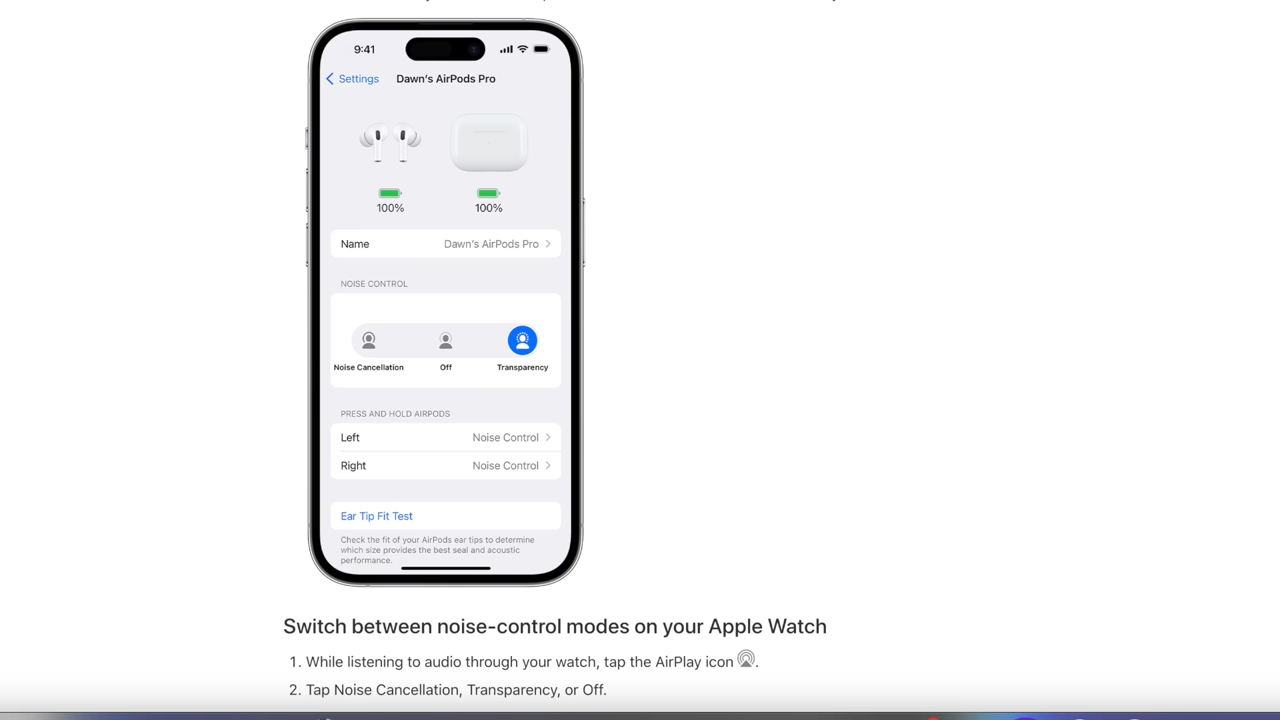 9:41
Settings
Dawn's AirPods Pro
100%
100%
Name
Dawn's AirPods Pro
NOISE CONTROL
Noise Cancellation
Off
Transparency
PRESS AND HOLD AIRPODS
Left
Noise Control
Right
Noise Control
Ear Tip Fit Test
Check the fit of your AirPods ear tips to determine
which size provides the best seal and acoustic
performance.
Switch between noise-control modes on your Apple Watch
1. While listening to audio through your watch, tap the AirPlay icon .
2. Tap Noise Cancellation, Transparency, or Off.